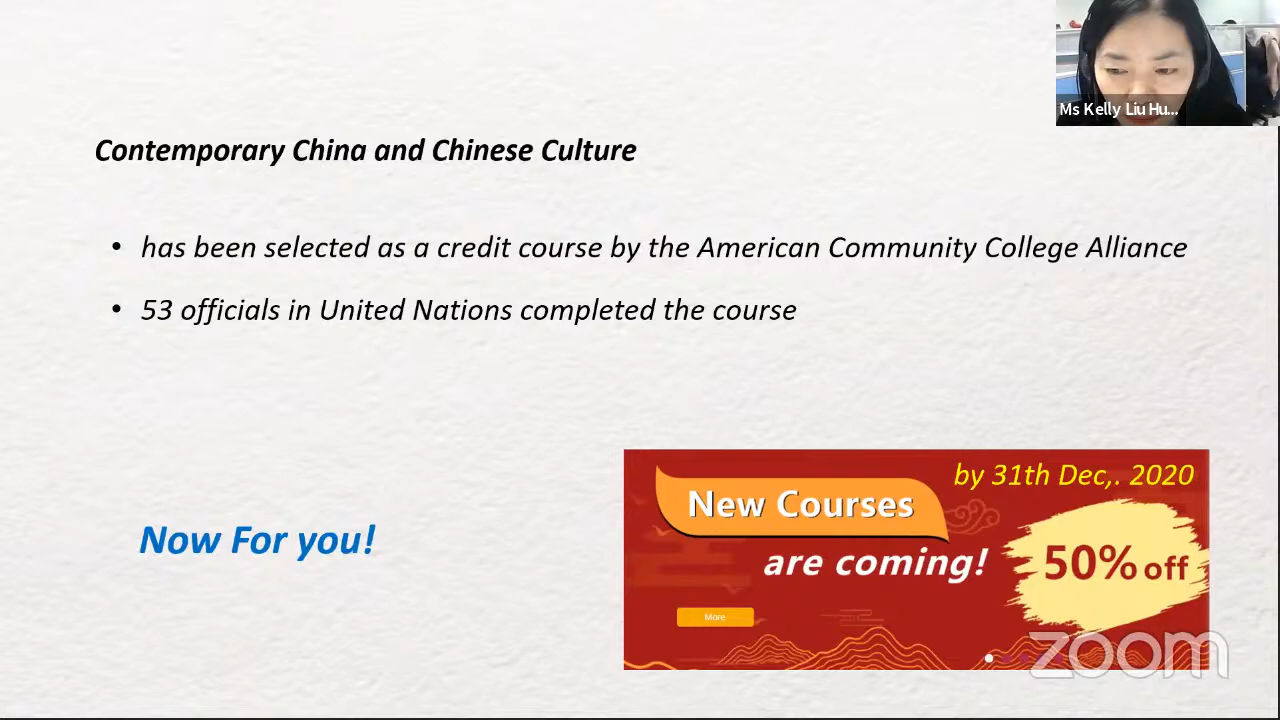 Ms Kelly Liu Hu...
Contemporary China and Chinese Culture
• has been selected as a credit course by the American Community College Alliance
• 53 officials in United Nations completed the course
by 31th Dec,. 2020
New Courses
are coming!
50% off
Now For you!
More
zoom